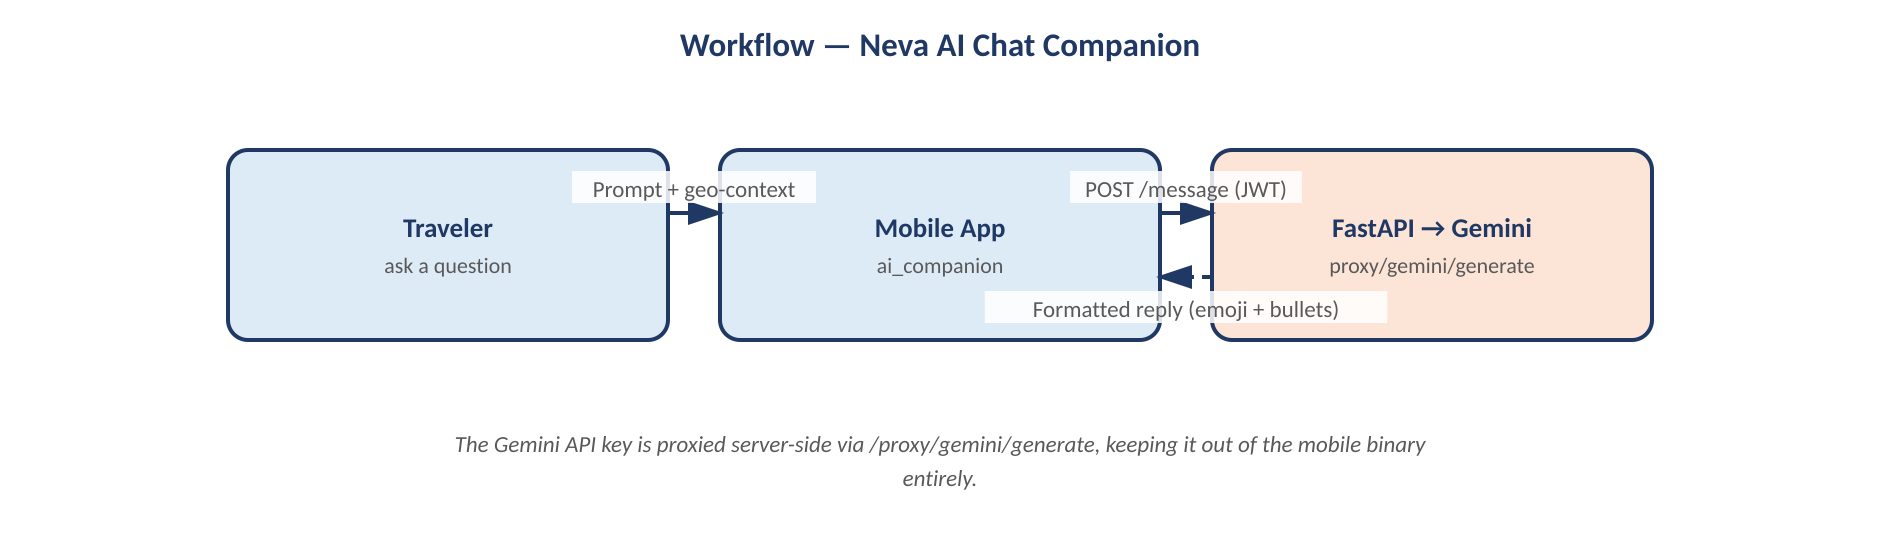 Workflow — Neva AI Chat Companion
Prompt + geo-context
POST /message (JWT)
Traveler
ask a question
Mobile App
ai_companion
FastAPI → Gemini
proxy/gemini/generate
Formatted reply (emoji + bullets)
The Gemini API key is proxied server-side via /proxy/gemini/generate, keeping it out of the mobile binary
entirely.